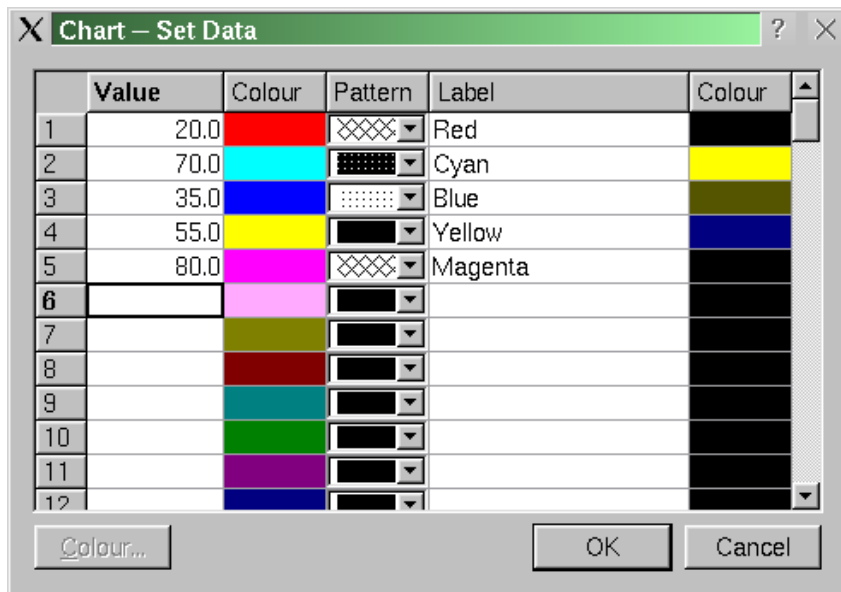 X Chart – Set Data ?
Value Colour Pattern Label Colour
1 20.0 Red
2 70.0 Cyan
3 35.0 Blue
4 55.0 Yellow
5 80.0 Magenta
6
7
8
9
10
11
12
Colour... OK Cancel